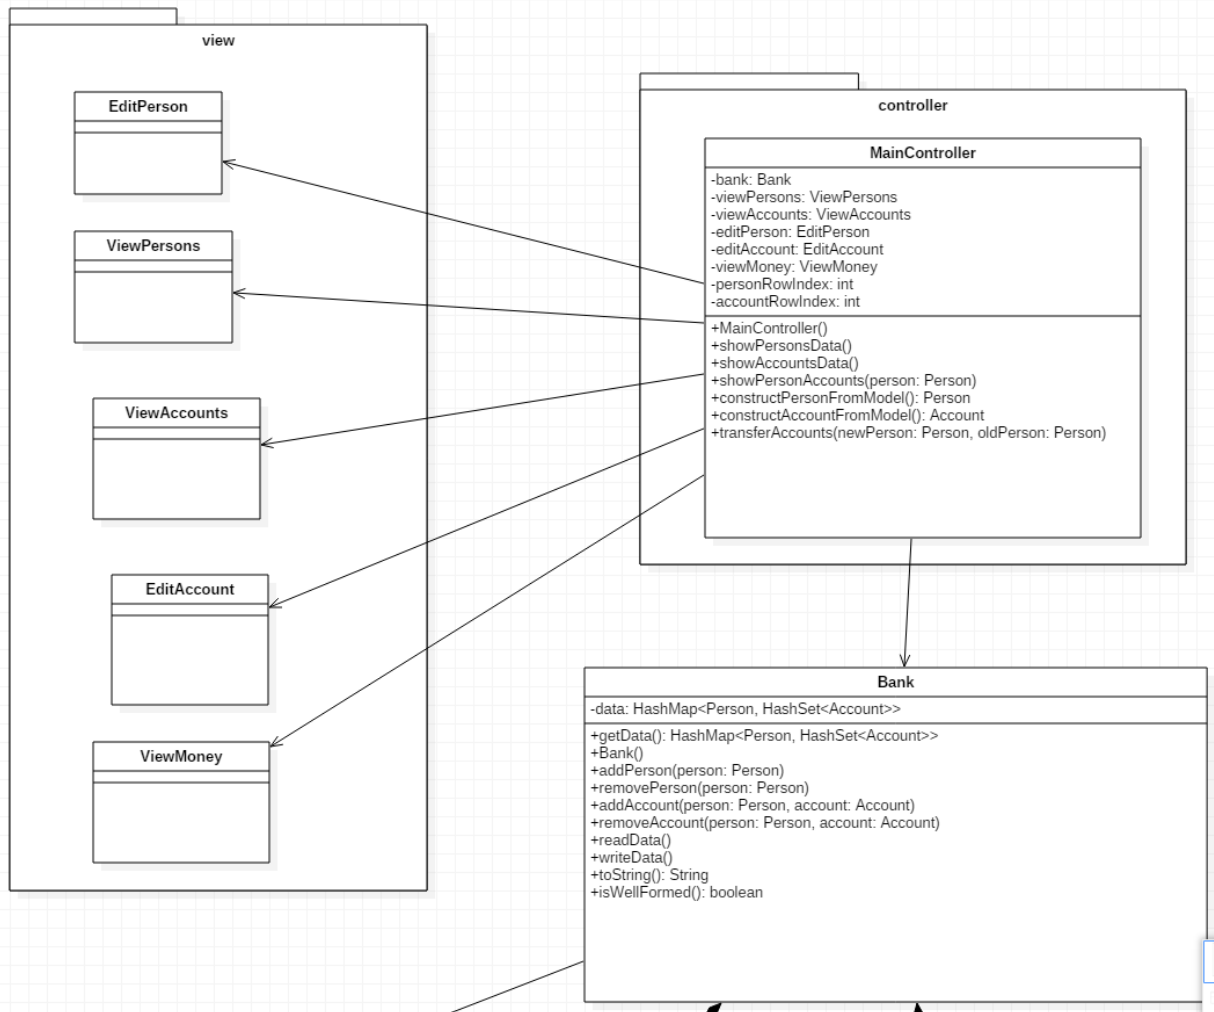 view
EditPerson
ViewPersons
ViewAccounts
EditAccount
ViewMoney
controller
MainController
-bank: Bank
-viewPersons: ViewPersons
-viewAccounts: ViewAccounts
-editPerson: EditPerson
-editAccount: EditAccount
-viewMoney: ViewMoney
-personRowIndex: int
-accountRowIndex: int
+MainController()
+showPersonsData()
+showAccountsData()
+showPersonAccounts(person: Person)
+constructPersonFromModel(): Person
+constructAccountFromModel(): Account
+transferAccounts(newPerson: Person, oldPerson: Person)
Bank
-data: HashMap<Person, HashSet<Account>>
+getData(): HashMap<Person, HashSet<Account>>
+Bank()
+addPerson(person: Person)
+removePerson(person: Person)
+addAccount(person: Person, account: Account)
+removeAccount(person: Person, account: Account)
+readData()
+writeData()
+toString(): String
+isWellFormed(): boolean